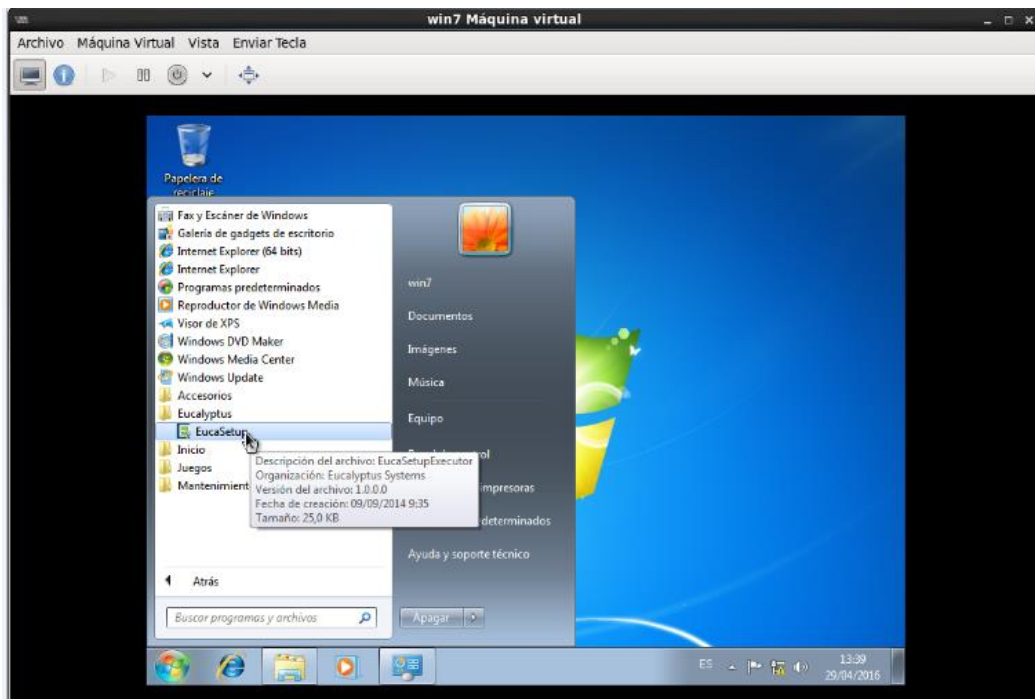 win7 Máquina virtual
Archivo Máquina Virtual Vista Enviar Tecla
Papelera de
reciclaje
Fax y Escáner de Windows
Galería de gadgets de escritorio
Internet Explorer (64 bits)
Internet Explorer
Programas predeterminados
Reproductor de Windows Media
Visor de XPS
Windows DVD Maker
Windows Media Center
Windows Update
Accesorios
Eucalyptus
EucaSetup
Inicio
Juegos
Mantenimient
Descripción del archivo: EucaSetupExecutor
Organización: Eucalyptus Systems
Versión del archivo: 1.0.0.0
Fecha de creación: 09/09/2014 9:35
Tamaño: 25,0 KB
Atrás
Buscar programas y archivos
win7
Documentos
Imágenes
Música
Equipo
impresoras
determinados
Ayuda y soporte técnico
Apagar
ES
13:39
29/04/2016